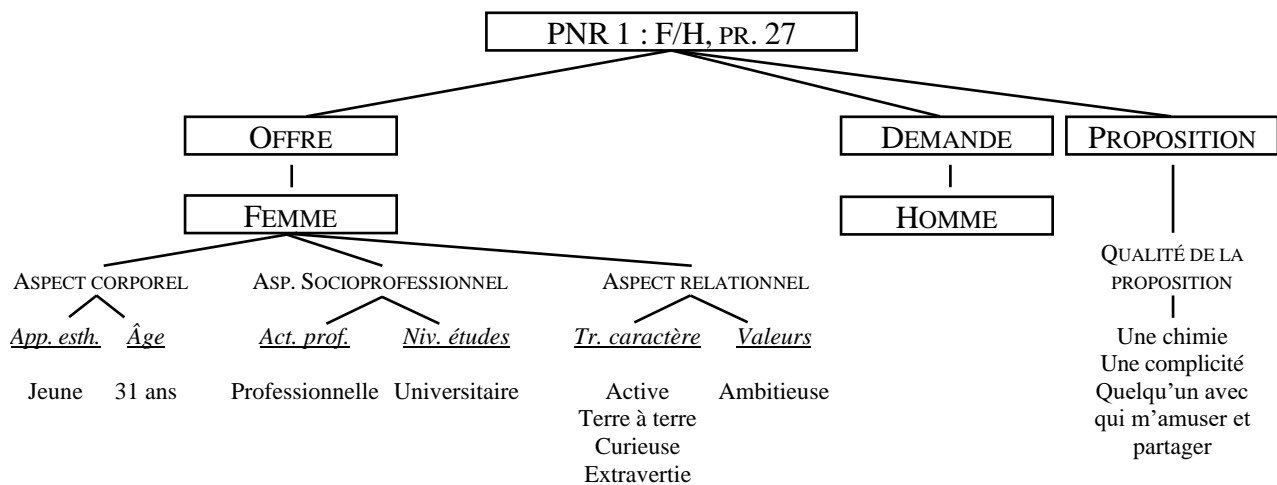 PNR 1 : F/H, PR. 27
OFFRE
DEMANDE
PROPOSITION
FEMME
HOMME
ASPECT CORPOREL
ASP. SOCIOPROFESSIONNEL
ASPECT RELATIONNEL
QUALITÉ DE LA
PROPOSITION
App. esth.
Âge
Act. prof.
Niv. études
Tr. caractère
Valeurs
Jeune
31 ans
Professionnelle
Universitaire
Active
Terre à terre
Curieuse
Extravertie
Ambitieuse
Une chimie
Une complicité
Quelqu'un avec
qui m'amuser et
partager